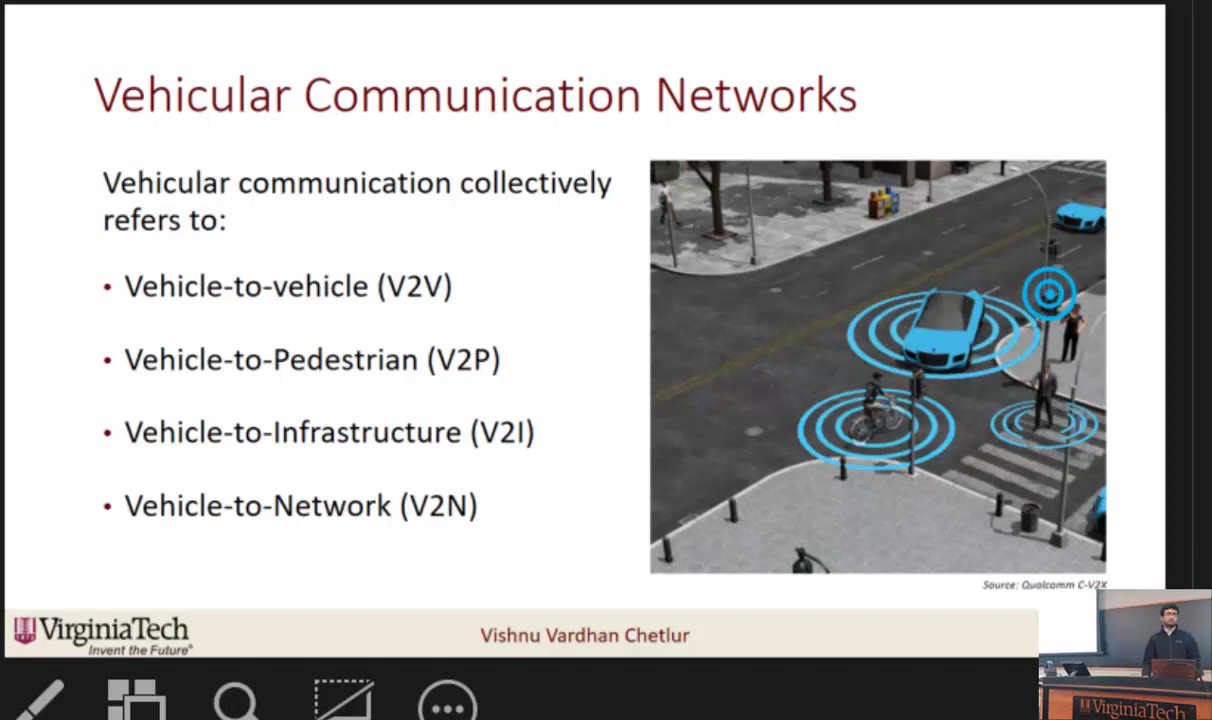 Vehicular Communication Networks
Vehicular communication collectively
refers to:
• Vehicle-to-vehicle (V2V)
• Vehicle-to-Pedestrian (V2P)
• Vehicle-to-Infrastructure (V2I)
• Vehicle-to-Network (V2N)
Source: Qualcomm C-V2X
VirginiaTech
Invent the Future®
Vishnu Vardhan Chetlur
VirginiaTech